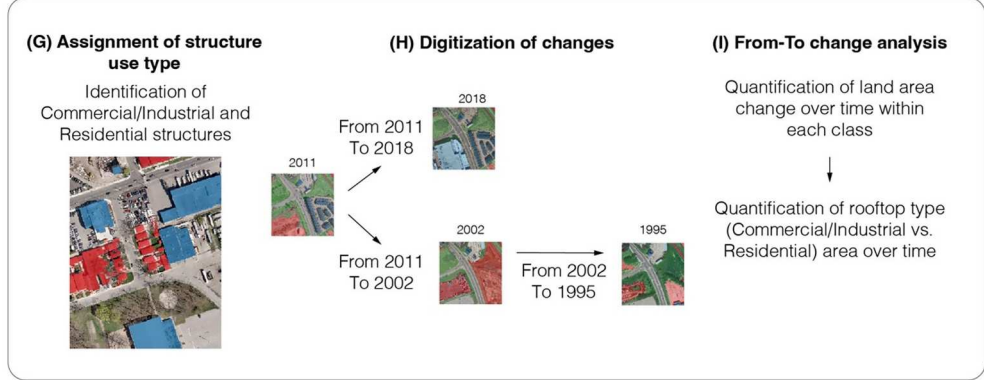 (G) Assignment of structure
use type
Identification of
Commercial/Industrial and
Residential structures
(H) Digitization of changes
2018
From 2011
To 2018
2011
From 2011
To 2002
2002
From 2002
To 1995
1995
(I) From-To change analysis
Quantification of land area
change over time within
each class
Quantification of rooftop type
(Commercial/Industrial vs.
Residential) area over time